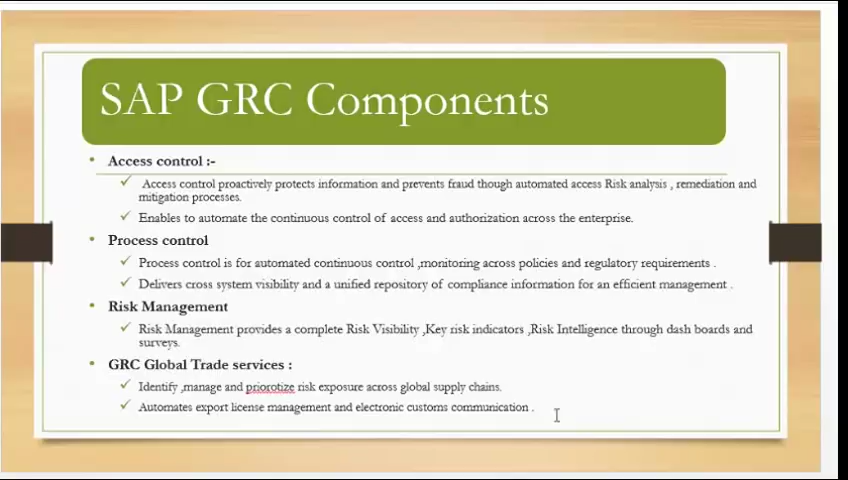 SAP GRC Components
• Access control :-
✓ Access control proactively protects information and prevents fraud though automated access Risk analysis , remediation and
mitigation processes.
✓ Enables to automate the continuous control of access and authorization across the enterprise.
• Process control
✓ Process control is for automated continuous control ,monitoring across policies and regulatory requirements .
✓ Delivers cross system visibility and a unified repository of compliance information for an efficient management .
• Risk Management
✓ Risk Management provides a complete Risk Visibility ,Key risk indicators ,Risk Intelligence through dash boards and
surveys.
• GRC Global Trade services :
✓ Identify ,manage and priorotize risk exposure across global supply chains.
✓ Automates export license management and electronic customs communication .